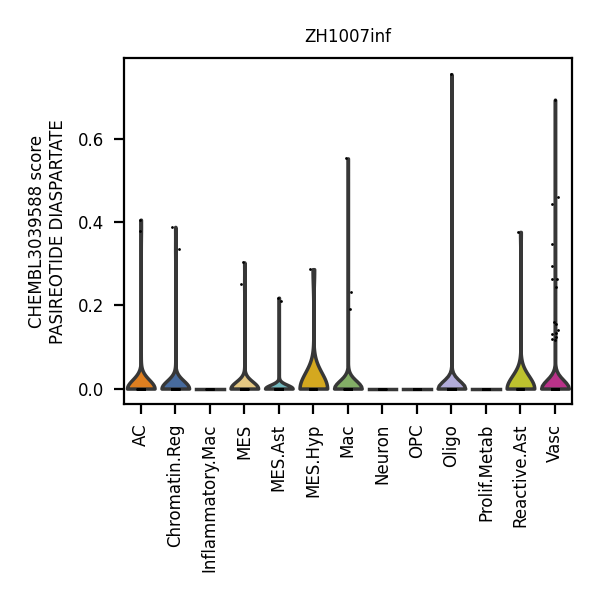 ZH1007inf
CHEMBL3039588 score
PASIREOTIDE DIASPARTATE
0.6
0.4
0.2
0.0
AC
Chromatin.Reg
Inflammatory.Mac
MES
MES.Ast
MES.Hyp
Mac
Neuron
OPC
Oligo
Prolif.Metab
Reactive.Ast
Vasc